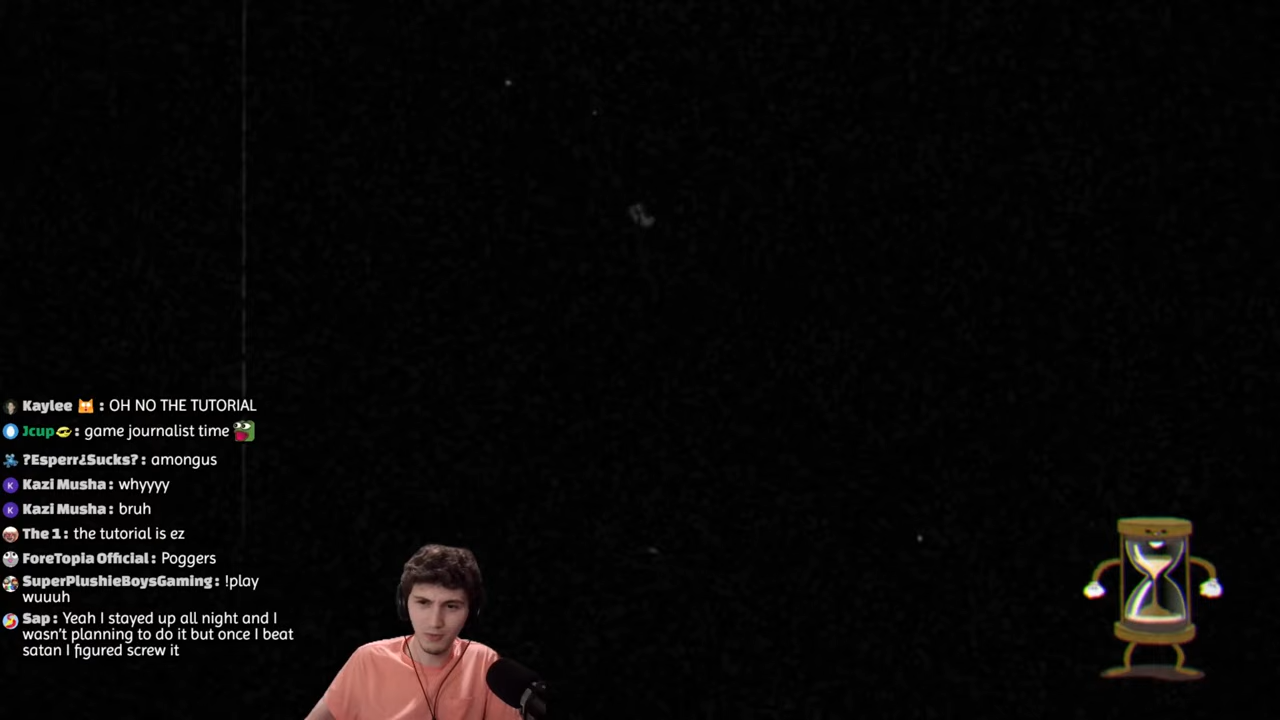 Kaylee : OH NO THE TUTORIAL
Jcup : game journalist time
?Esperr¿Sucks? : amongus
K Kazi Musha : whyyyy
K Kazi Musha : bruh
The 1 : the tutorial is ez
ForeTopia Official : Poggers
SuperPlushieBoysGaming : !play
wuuuh
Sap : Yeah I stayed up all night and I
wasn't planning to do it but once I beat
satan I figured screw it